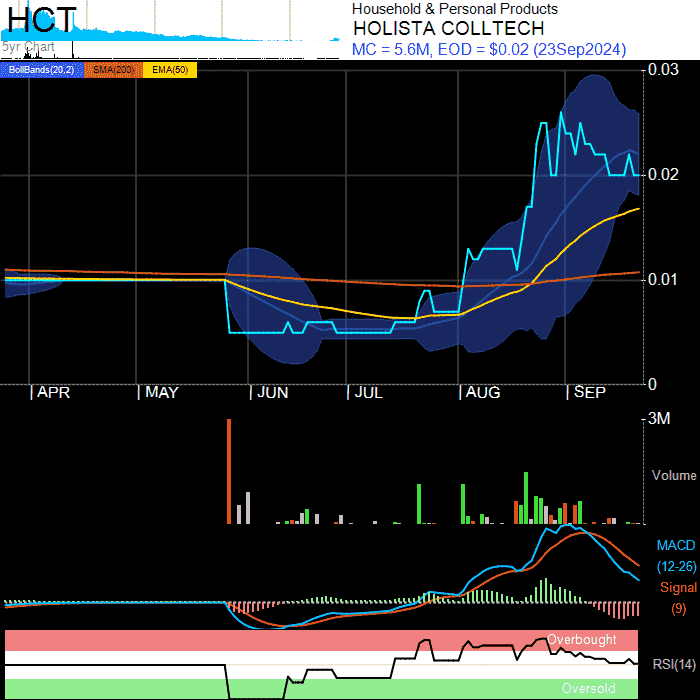 HCT
5yr Chart
Household & Personal Products
HOLISTA COLLTECH
MC = 5.6M, EOD = $0.02 (23Sep2024)
BollBands(20,2) SMA(200) EMA(50)
0.03
0.02
0.01
0
|APR |MAY |JUN |JUL |AUG |SEP
3M
Volume
MACD
(12-26)
Signal
(9)
Overbought
RSI(14)
Oversold